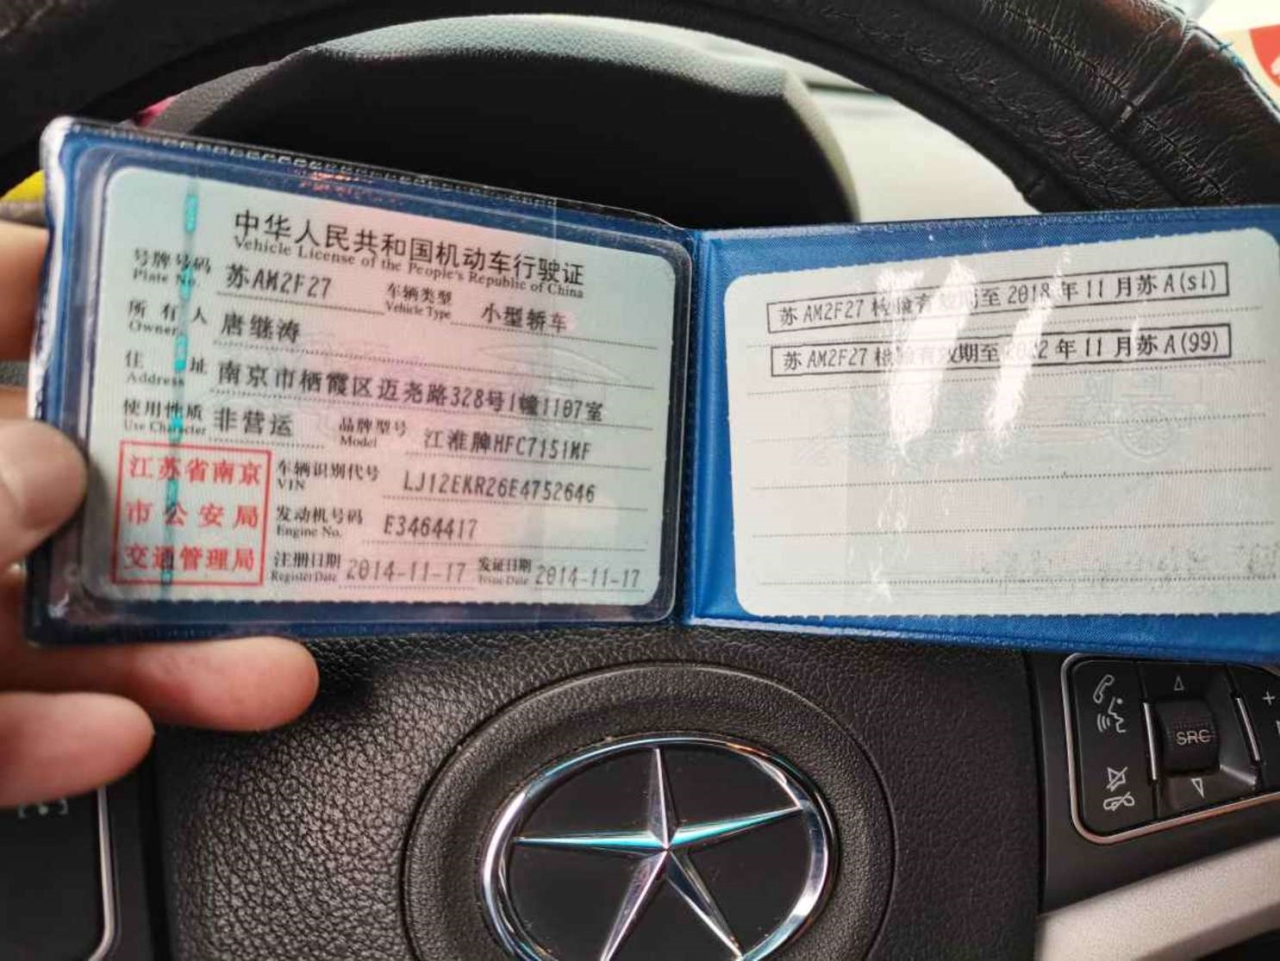 中华人民共和国机动车行驶证
Vehicle License of the People's Republic of China
号牌号码 苏AM2F27 车辆类型 小型轿车
Plate No. Vehicle Type
所有人 唐继涛
Owner
住址 南京市栖霞区迈尧路328号1幢1107室
Address
使用性质 非营运 品牌型号 江淮牌HFC7151MF
Use Character Model
江苏省南京
市公安局
交通管理局
车辆识别代号 LJ12EKR26E4752646
VIN
发动机号码 E3464417
Engine No.
注册日期 2014-11-17 发证日期 2014-11-17
Register Date Issue Date
苏AM2F27 检验有效期至 2018 年 11 月苏A(sl)
苏AM2F27 检验有效期至 2022 年 11 月苏A(99)
SRC